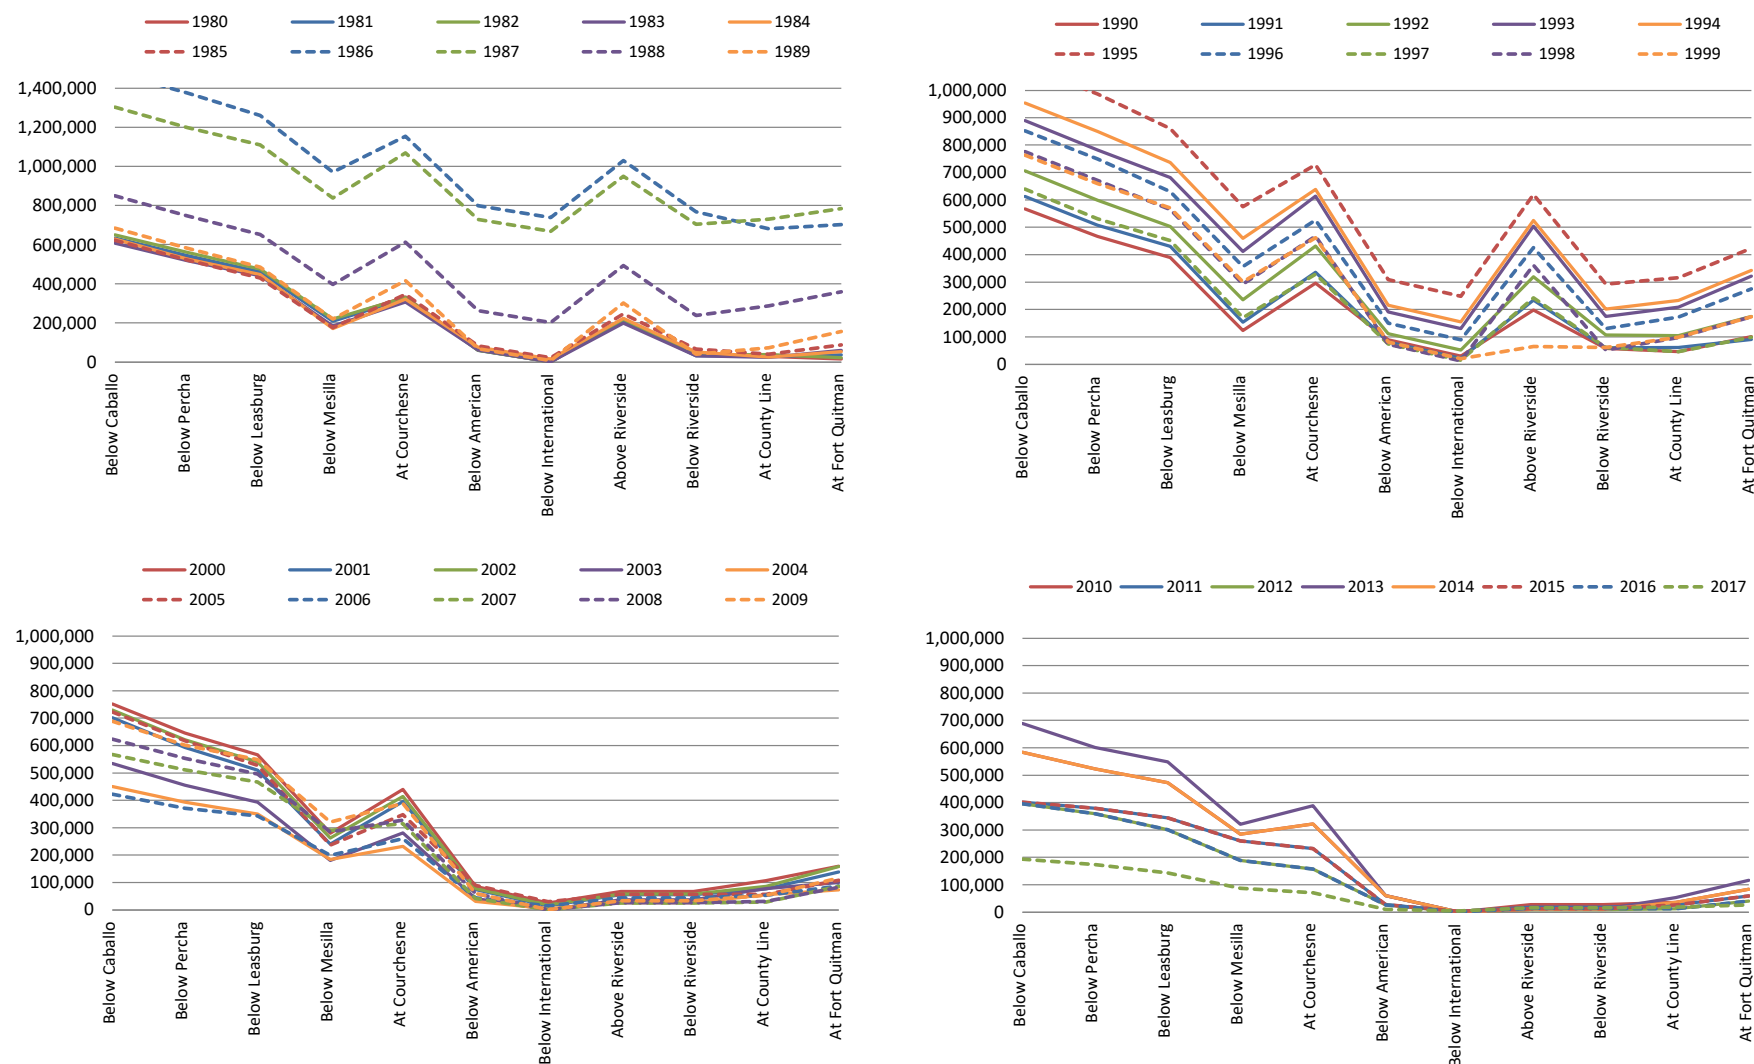 1980 1981 1982 1983 1984
1985 1986 1987 1988 1989
1,400,000
1,200,000
1,000,000
800,000
600,000
400,000
200,000
0
Below Caballo
Below Percha
Below Leasburg
Below Mesilla
At Courchesne
Below American
Below International
Above Riverside
Below Riverside
At County Line
At Fort Quitman
1990 1991 1992 1993 1994
1995 1996 1997 1998 1999
1,000,000
900,000
800,000
700,000
600,000
500,000
400,000
300,000
200,000
100,000
0
Below Caballo
Below Percha
Below Leasburg
Below Mesilla
At Courchesne
Below American
Below International
Above Riverside
Below Riverside
At County Line
At Fort Quitman
2000 2001 2002 2003 2004
2005 2006 2007 2008 2009
1,000,000
900,000
800,000
700,000
600,000
500,000
400,000
300,000
200,000
100,000
0
Below Caballo
Below Percha
Below Leasburg
Below Mesilla
At Courchesne
Below American
Below International
Above Riverside
Below Riverside
At County Line
At Fort Quitman
2010 2011 2012 2013 2014 2015 2016 2017
1,000,000
900,000
800,000
700,000
600,000
500,000
400,000
300,000
200,000
100,000
0
Below Caballo
Below Percha
Below Leasburg
Below Mesilla
At Courchesne
Below American
Below International
Above Riverside
Below Riverside
At County Line
At Fort Quitman